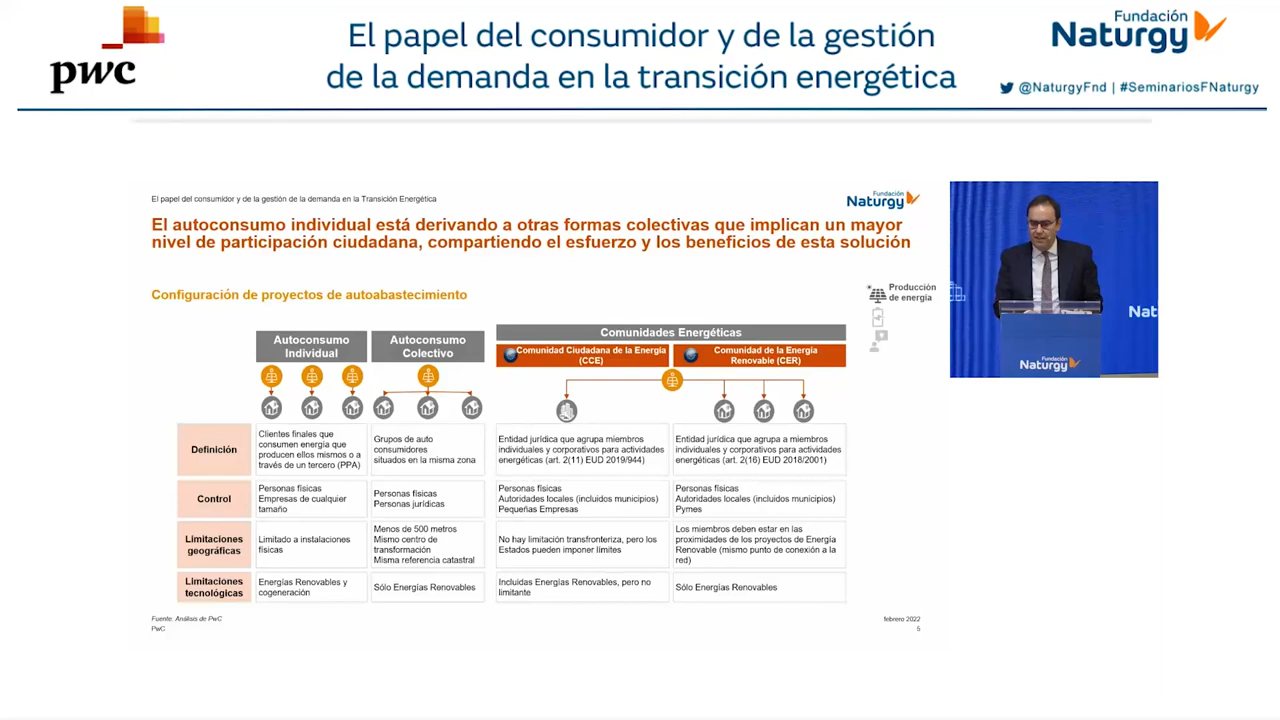 pwc
El papel del consumidor y de la gestión
de la demanda en la transición energética
Fundación
Naturgy
@NaturgyFnd | #SeminariosFNaturgy
El papel del consumidor y de la gestión de la demanda en la Transición Energética
Fundación
Naturgy
El autoconsumo individual está derivando a otras formas colectivas que implican un mayor
nivel de participación ciudadana, compartiendo el esfuerzo y los beneficios de esta solución
Configuración de proyectos de autoabastecimiento
Producción
de energía
Autoconsumo
Individual
Autoconsumo
Colectivo
Comunidades Energéticas
Comunidad Ciudadana de la Energía
(CCE)
Comunidad de la Energía
Renovable (CER)
Definición
Clientes finales que
consumen energía que
producen ellos mismos o a
través de un tercero (PPA)
Grupos de auto
consumidores
situados en la misma zona
Entidad jurídica que agrupa miembros
individuales y corporativos para actividades
energéticas (art. 2(11) EUD 2019/944)
Entidad jurídica que agrupa a miembros
individuales y corporativos para actividades
energéticas (art. 2(16) EUD 2018/2001)
Control
Personas físicas
Empresas de cualquier
tamaño
Personas físicas
Personas jurídicas
Personas físicas
Autoridades locales (incluidos municipios)
Pequeñas Empresas
Personas físicas
Autoridades locales (incluidos municipios)
Pymes
Limitaciones
geográficas
Limitado a instalaciones
físicas
Menos de 500 metros
Mismo centro de
transformación
Misma referencia catastral
No hay limitación transfronteriza, pero los
Estados pueden imponer límites
Los miembros deben estar en las
proximidades de los proyectos de Energía
Renovable (mismo punto de conexión a la
red)
Limitaciones
tecnológicas
Energías Renovables y
cogeneración
Sólo Energías Renovables
Incluidas Energías Renovables, pero no
limitante
Sólo Energías Renovables
Fuente: Análisis de PwC
PwC
febrero 2022
5
Nat
Fundación
Naturgy